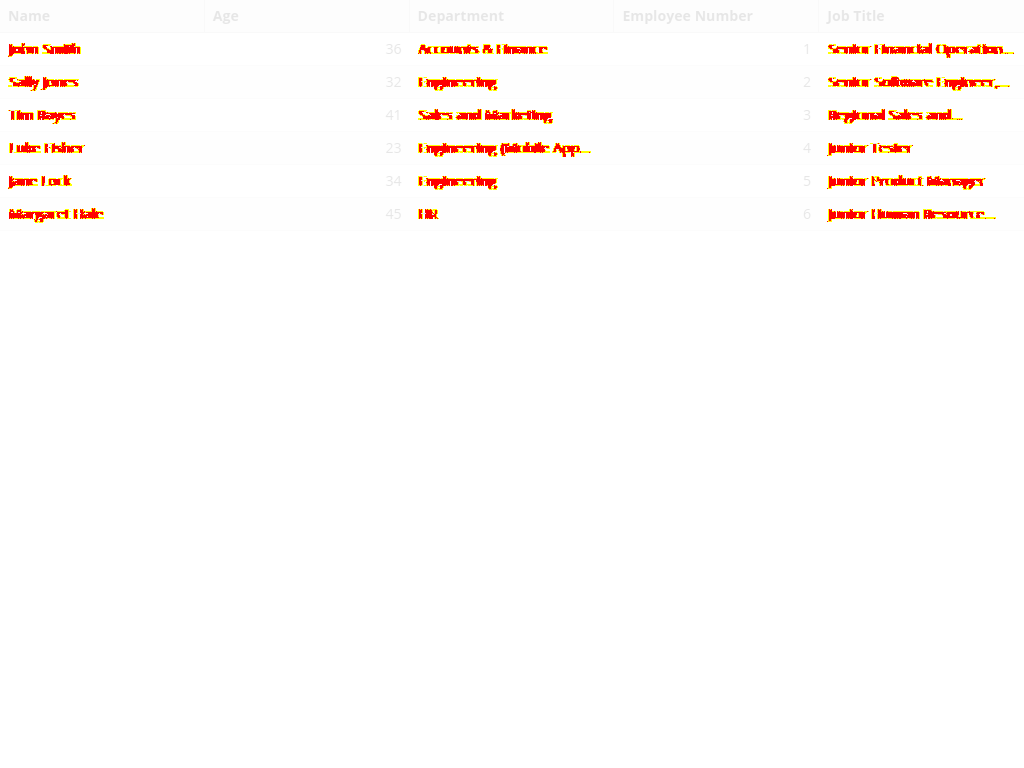 Name Age Department Employee Number Job Title
John Smith 36 Accounts & Finance 1 Senior Financial Operation...
Sally Jones 32 Engineering 2 Senior Software Engineer,...
Tim Bayes 41 Sales and Marketing 3 Regional Sales and...
Luke Fisher 23 Engineering (Mobile App... 4 Junior Tester
Jane Lock 34 Engineering 5 Junior Product Manager
Margaret Hale 45 HR 6 Junior Human Resource...